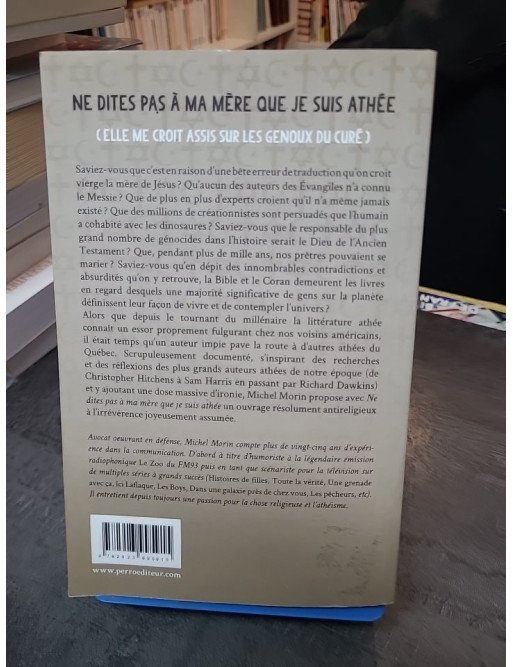 NE DITES PAS À MA MÈRE QUE JE SUIS ATHÉE
(ELLE ME CROIT ASSIS SUR LES GENOUX DU CURÉ)
Saviez-vous que c'est en raison d'une bête erreur de traduction qu'on croit
vierge la mère de Jésus ? Qu'aucun des auteurs des Évangiles n'a connu
le Messie ? Que de plus en plus d'experts croient qu'il n'a même jamais
existé ? Que des millions de créationnistes sont persuadés que l'humain
a cohabité avec les dinosaures ? Saviez-vous que le responsable du plus
grand nombre de génocides dans l'histoire serait le Dieu de l'Ancien
Testament ? Que, pendant plus de mille ans, nos prêtres pouvaient se
marier ? Saviez-vous qu'en dépit des innombrables contradictions et
absurdités qu'on y retrouve, la Bible et le Coran demeurent les livres
en regard desquels une majorité significative de gens sur la planète
définissent leur façon de vivre et de contempler l'univers ?
Alors que depuis le tournant du millénaire la littérature athée
connaît un essor proprement fulgurant chez nos voisins américains,
il était temps qu'un auteur impie pave la route à d'autres athées du
Québec. Scrupuleusement documenté, s'inspirant des recherches
et des réflexions des plus grands auteurs athées de notre époque (de
Christopher Hitchens à Sam Harris en passant par Richard Dawkins)
et y ajoutant une dose massive d'ironie, Michel Morin propose avec Ne
dites pas à ma mère que je suis athée un ouvrage résolument antireligieux
à l'irrévérence joyeusement assumée.
Avocat oeuvrant en défense, Michel Morin compte plus de vingt-cinq ans d'expéri-
ence dans la communication. D'abord à titre d'humoriste à la légendaire émission
radiophonique Le Zoo du FM93 puis en tant que scénariste pour la télévision sur
de multiples séries à grands succès (Histoires de filles, Toute la vérité, Une grenade
avec ça, Ici Laflaque, Les Boys, Dans une galaxie près de chez vous, Les pêcheurs, etc).
Il entretient depuis toujours une passion pour la chose religieuse et l'athéisme.
www.perroediteur.com